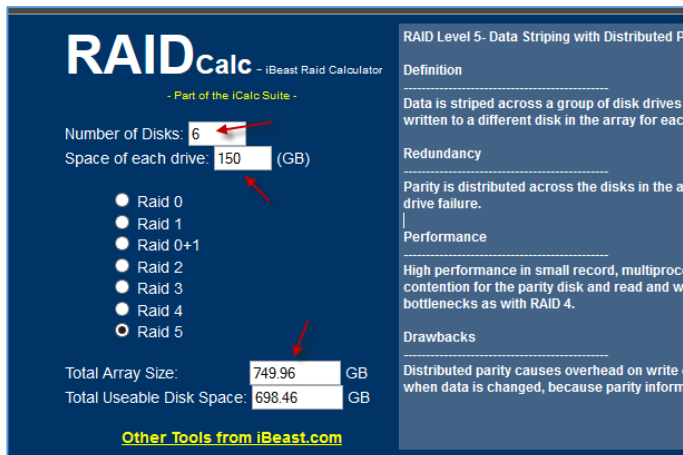 RAIDCalc - iBeast Raid Calculator
- Part of the iCalc Suite -
Number of Disks: 6
Space of each drive: 150 (GB)
Raid 0
Raid 1
Raid 0+1
Raid 2
Raid 3
Raid 4
Raid 5
Total Array Size: 749.96 GB
Total Useable Disk Space: 698.46 GB
Other Tools from iBeast.com
RAID Level 5- Data Striping with Distributed P
Definition
---------------------------------------------
Data is striped across a group of disk drives
written to a different disk in the array for eac
Redundancy
---------------------------------------------
Parity is distributed across the disks in the a
drive failure.
Performance
---------------------------------------------
High performance in small record, multiproc
contention for the parity disk and read and w
bottlenecks as with RAID 4.
Drawbacks
---------------------------------------------
Distributed parity causes overhead on write
when data is changed, because parity inform